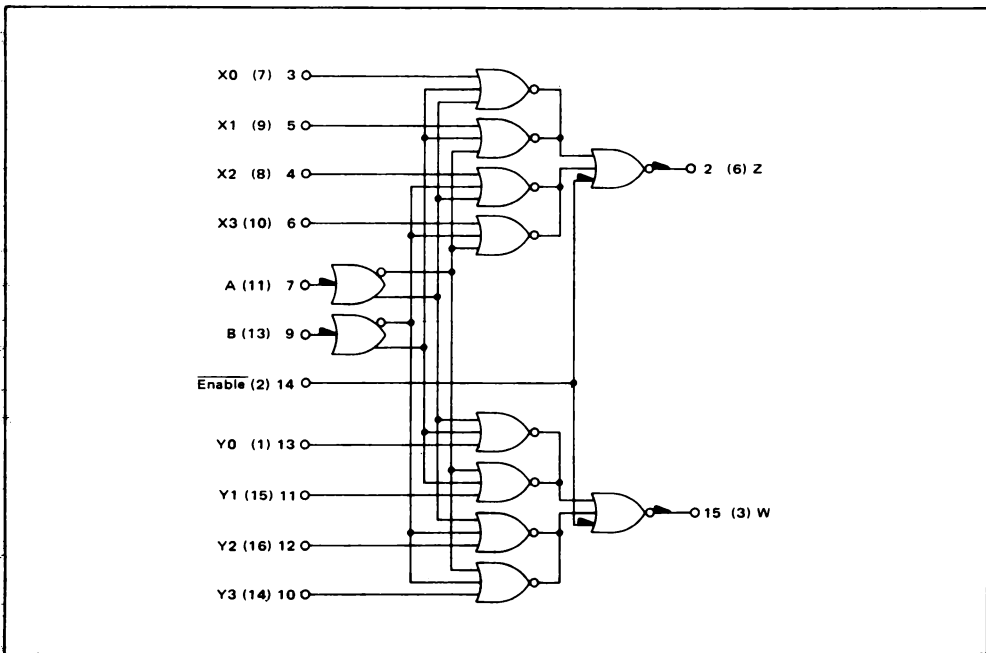 X0 (7) 3
X1 (9) 5
X2 (8) 4
2 (6) Z
X3 (10) 6
A (11) 7
B (13) 9
Enable (2) 14
Y0 (1) 13
Y1 (15) 11
15 (3) W
Y2 (16) 12
Y3 (14) 10